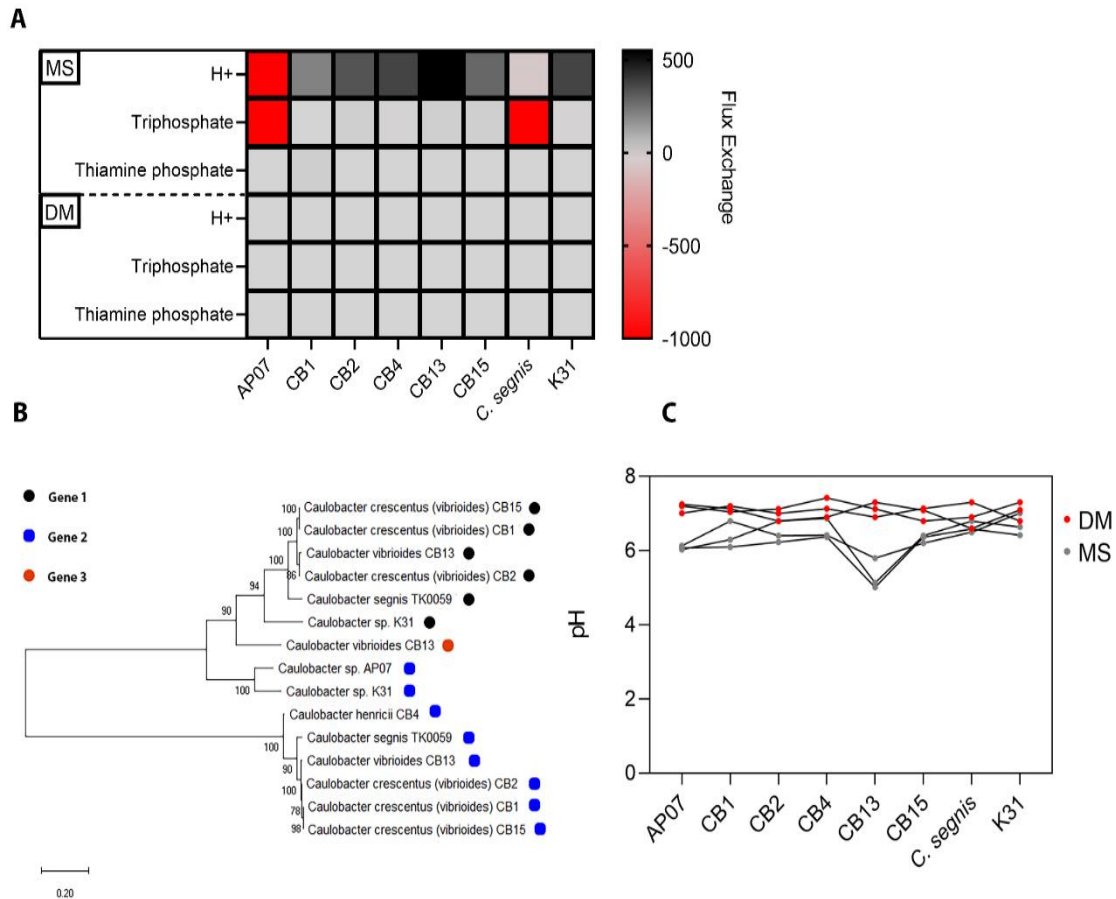 A
MS
H+
Triphosphate
Thiamine phosphate
DM
H+
Triphosphate
Thiamine phosphate
AP07
CB1
CB2
CB4
CB13
CB15
C. segnis
K31
500
0
-500
-1000
Flux Exchange
B
Gene 1
Gene 2
Gene 3
100
100
86
100
94
90
100
100
90
100
78
98
Caulobacter crescentus (vibrioides) CB15
Caulobacter crescentus (vibrioides) CB1
Caulobacter vibrioides CB13
Caulobacter crescentus (vibrioides) CB2
Caulobacter segnis TK0059
Caulobacter sp. K31
Caulobacter vibrioides CB13
Caulobacter sp. AP07
Caulobacter sp. K31
Caulobacter henricii CB4
Caulobacter segnis TK0059
Caulobacter vibrioides CB13
Caulobacter crescentus (vibrioides) CB2
Caulobacter crescentus (vibrioides) CB1
Caulobacter crescentus (vibrioides) CB15
0.20
C
pH
8
6
4
2
0
AP07
CB1
CB2
CB4
CB13
CB15
C. segnis
K31
DM
MS